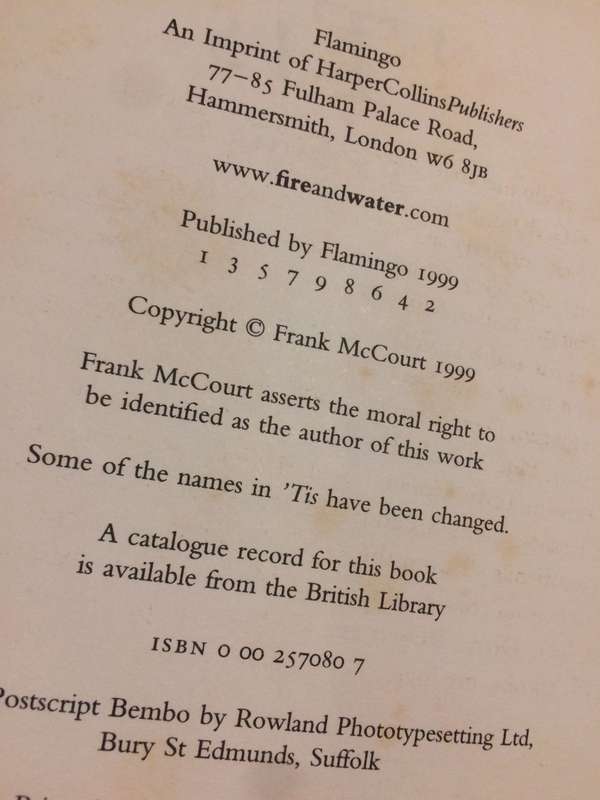 Flamingo
An Imprint of HarperCollinsPublishers
77–85 Fulham Palace Road,
Hammersmith, London W6 8JB
www.fireandwater.com
Published by Flamingo 1999
1 3 5 7 9 8 6 4 2
Copyright © Frank McCourt 1999
Frank McCourt asserts the moral right to
be identified as the author of this work
Some of the names in ’Tis have been changed.
A catalogue record for this book
is available from the British Library
ISBN 0 00 257080 7
Postscript Bembo by Rowland Phototypesetting Ltd,
Bury St Edmunds, Suffolk